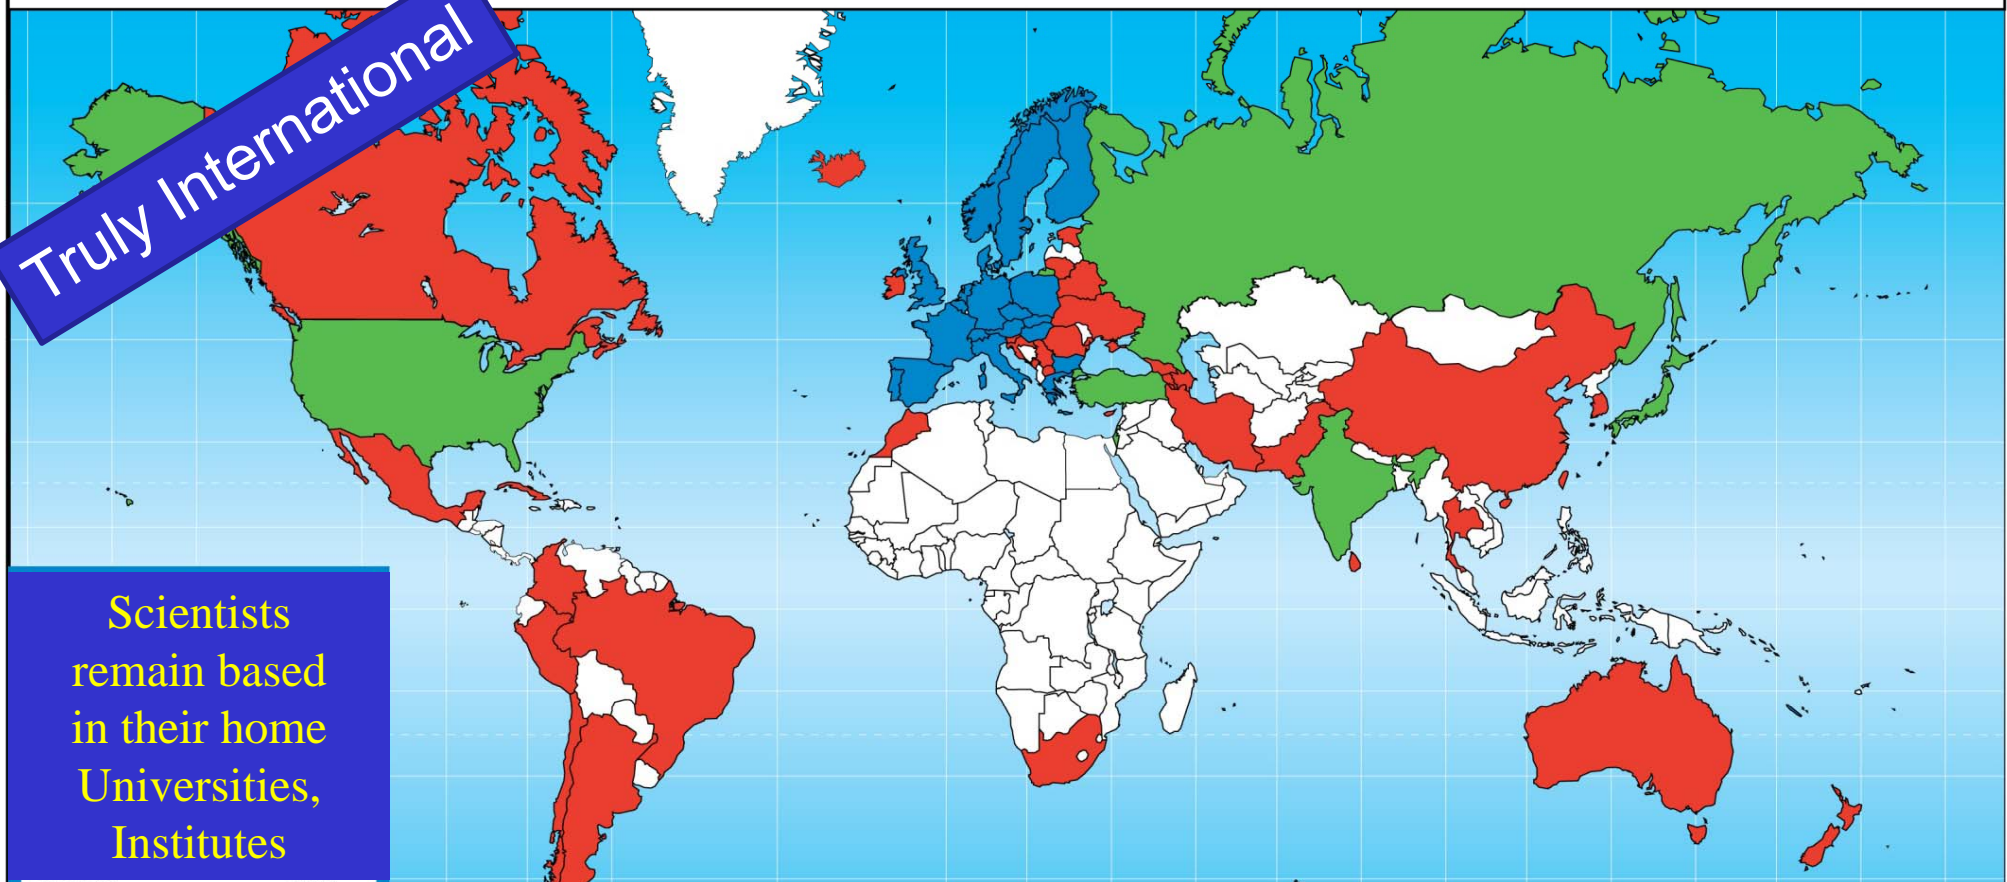 Truly International
Scientists
remain based
in their home
Universities,
Institutes